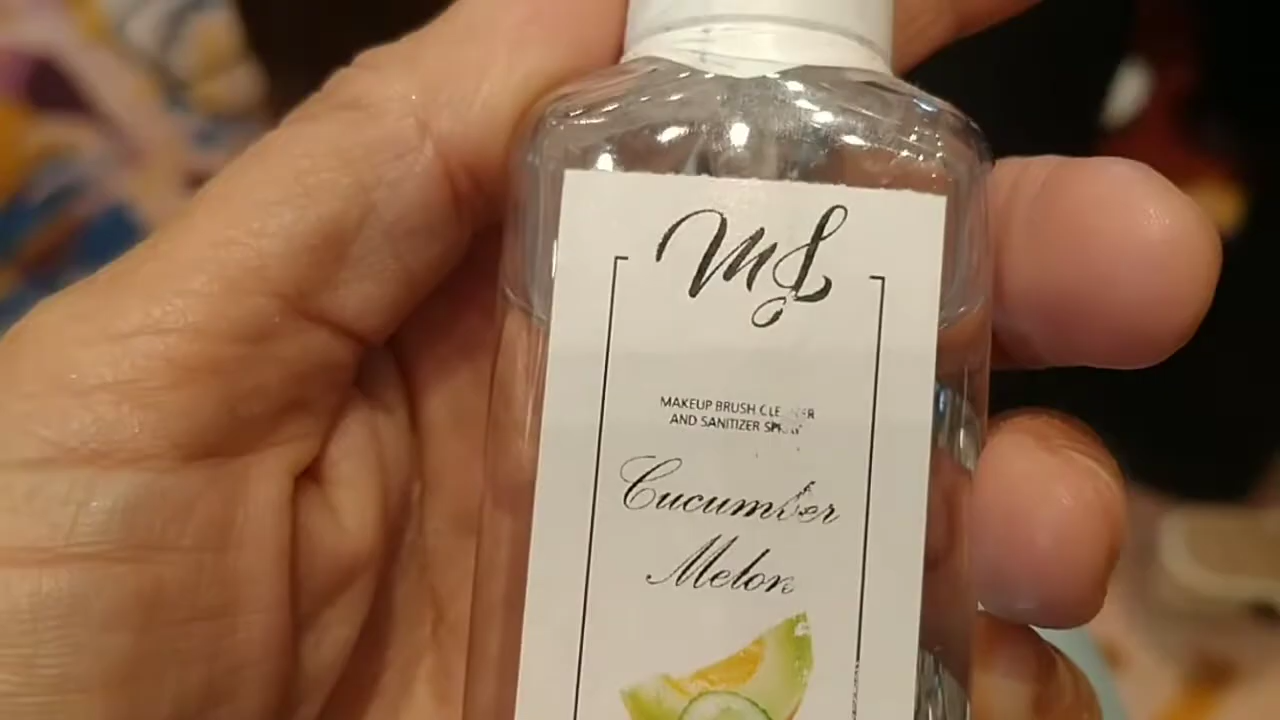 ML
MAKEUP BRUSH CLEANER
AND SANITIZER SPRAY
Cucumber
Melon